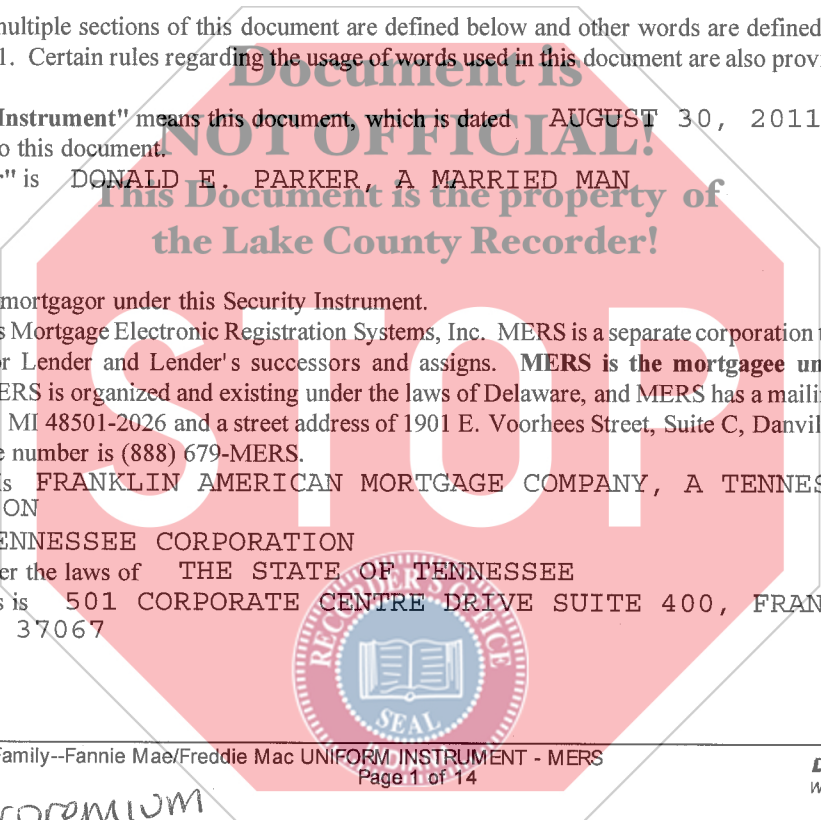 multiple sections of this document are defined below and other words are defined
1. Certain rules regarding the usage of words used in this document are also provi
Document is
Instrument" means this document, which is dated AUGUST 30, 2011
NOT OFFICIAL!
o this document.
" is DONALD E. PARKER, A MARRIED MAN
This Document is the property of
the Lake County Recorder!
mortgagor under this Security Instrument.
s Mortgage Electronic Registration Systems, Inc. MERS is a separate corporation t
or Lender and Lender's successors and assigns. MERS is the mortgagee un
ERS is organized and existing under the laws of Delaware, and MERS has a mailin
MI 48501-2026 and a street address of 1901 E. Voorhees Street, Suite C, Danvil
e number is (888) 679-MERS.
STOP
is FRANKLIN AMERICAN MORTGAGE COMPANY, A TENNES
ON
ENNESSEE CORPORATION
er the laws of THE STATE OF TENNESSEE
s is 501 CORPORATE CENTRE DRIVE SUITE 400, FRAN
37067
RECORDER'S OFFICE
SEAL
INDIANA
Family--Fannie Mae/Freddie Mac UNIFORM INSTRUMENT - MERS
Page 1 of 14